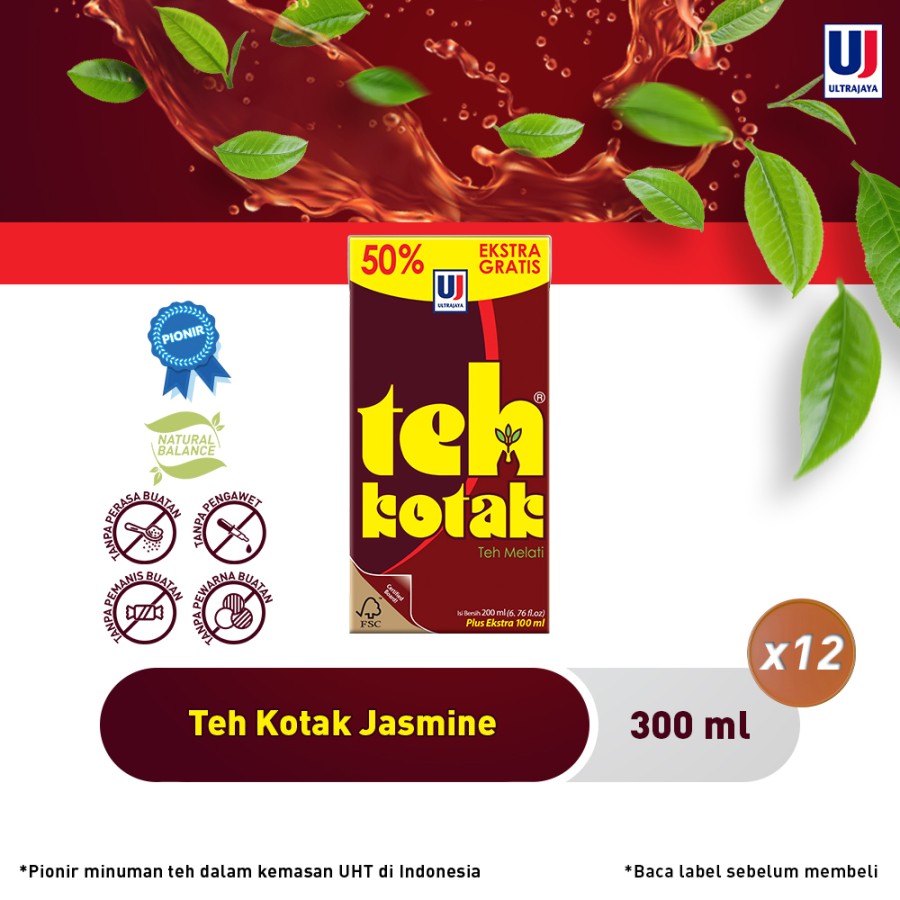 UJ
ULTRAJAYA
50% EKSTRA
GRATIS
UJ
ULTRAJAYA
PIONIR
teh®
kotak
Teh Melati
NATURAL
BALANCE
TANPA PERASA BUATAN
TANPA PENGAWET
TANPA PEMANIS BUATAN
TANPA PEWARNA BUATAN
Certified
Board!
FSC
Isi Bersih 200 ml (6. 76 fl.oz)
Plus Ekstra 100 ml
x12
Teh Kotak Jasmine
300 ml
*Pionir minuman teh dalam kemasan UHT di Indonesia
*Baca label sebelum membeli